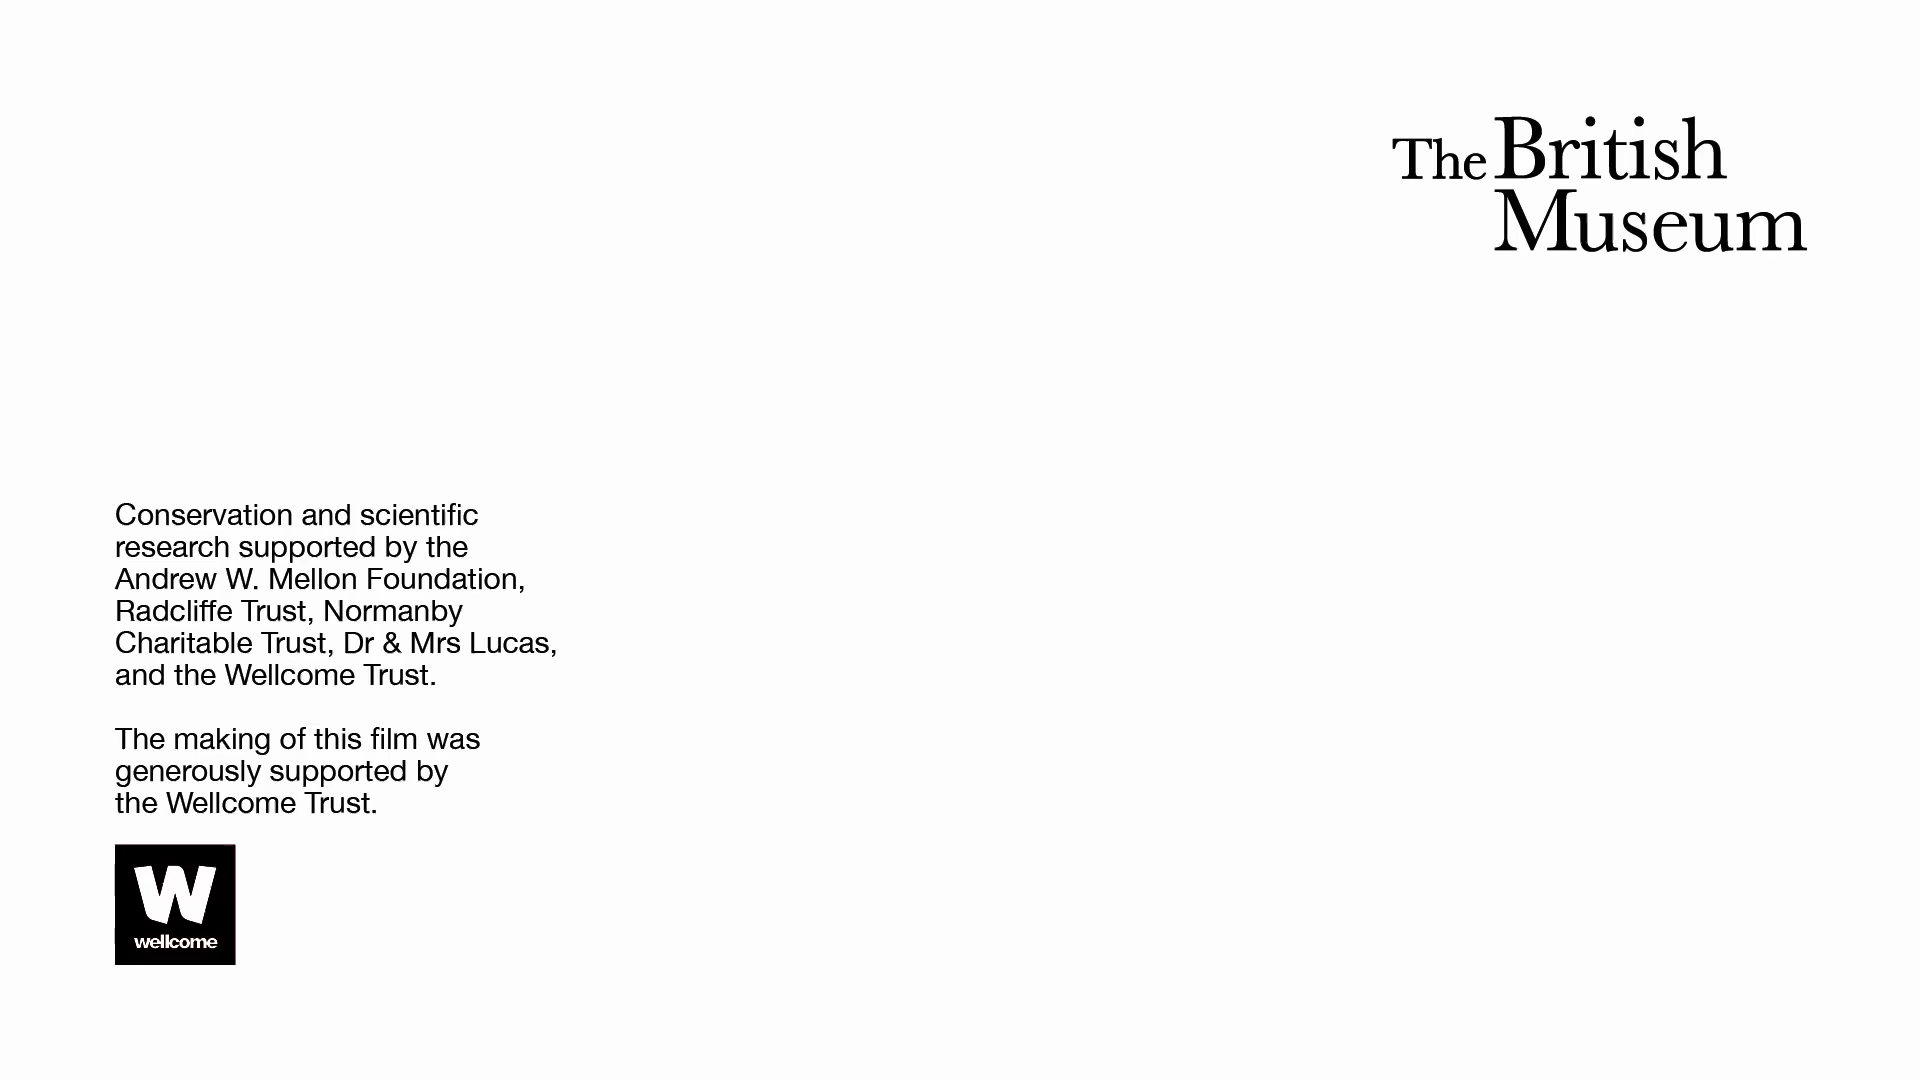 The British
Museum
Conservation and scientific
research supported by the
Andrew W. Mellon Foundation,
Radcliffe Trust, Normanby
Charitable Trust, Dr & Mrs Lucas,
and the Wellcome Trust.
The making of this film was
generously supported by
the Wellcome Trust.
W
wellcome